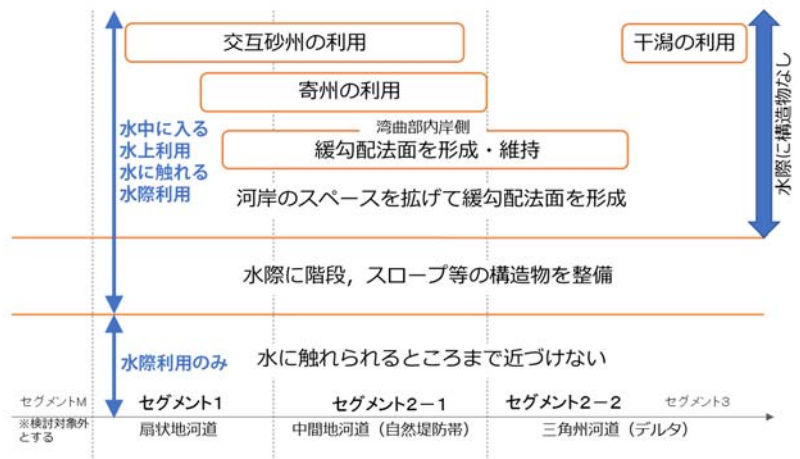 交互砂州の利用
干潟の利用
寄州の利用
湾曲部内岸側
緩勾配法面を形成・維持
水中に入る
水上利用
水に触れる
水際利用
河岸のスペースを拡げて緩勾配法面を形成
水際に構造物なし
水際に階段，スロープ等の構造物を整備
水際利用のみ
水に触れられるところまで近づけない
セグメントM
セグメント1
セグメント2－1
セグメント2－2
セグメント3
※検討対象外
とする
扇状地河道
中間地河道（自然堤防帯）
三角州河道（デルタ）